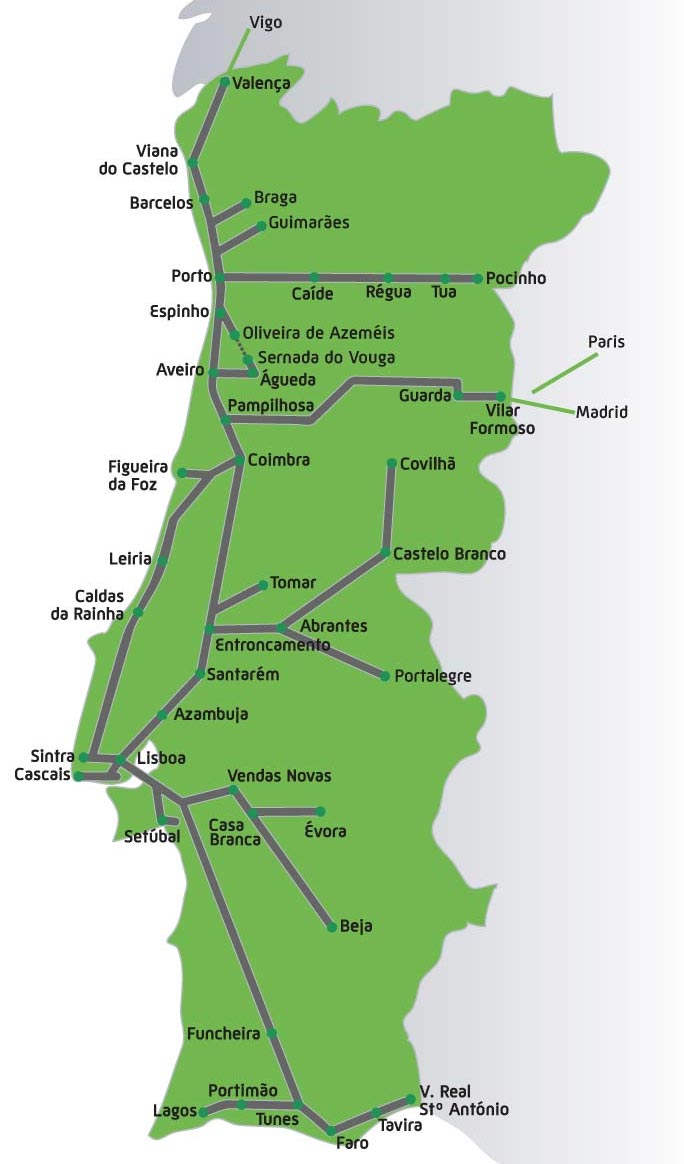 Vigo
Valença
Viana
do Castelo
Barcelos
Braga
Guimarães
Porto
Caíde
Régua
Tua
Pocinho
Espinho
Oliveira de Azeméis
Sernada do Vouga
Aveiro
Águeda
Paris
Guarda
Vilar
Formoso
Madrid
Pampilhosa
Coimbra
Covilhã
Figueira
da Foz
Leiria
Castelo Branco
Caldas
da Rainha
Tomar
Abrantes
Entroncamento
Santarém
Portalegre
Azambuja
Sintra
Lisboa
Cascais
Vendas Novas
Setúbal
Casa
Branca
Évora
Beja
Funcheira
Portimão
Lagos
Tunes
V. Real
Stº António
Tavira
Faro